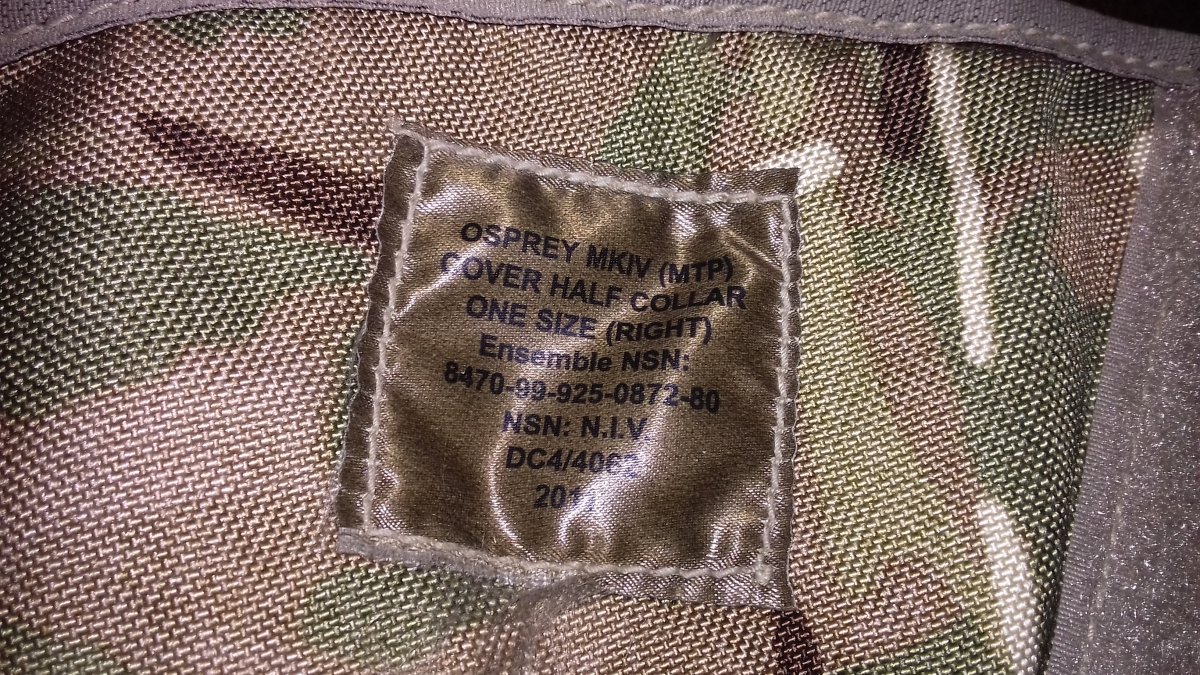 OSPREY MKIV (MTP)
COVER HALF COLLAR
ONE SIZE (RIGHT)
Ensemble NSN:
8470-99-925-0872-80
NSN: N.I.V.